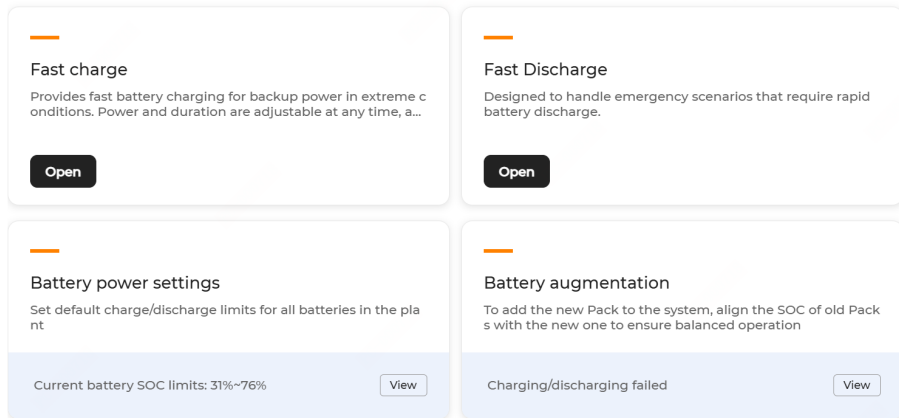 Fast charge
Provides fast battery charging for backup power in extreme c
onditions. Power and duration are adjustable at any time, a...
Open
Fast Discharge
Designed to handle emergency scenarios that require rapid
battery discharge.
Open
Battery power settings
Set default charge/discharge limits for all batteries in the pla
nt
Current battery SOC limits: 31%~76%
View
Battery augmentation
To add the new Pack to the system, align the SOC of old Pack
s with the new one to ensure balanced operation
Charging/discharging failed
View